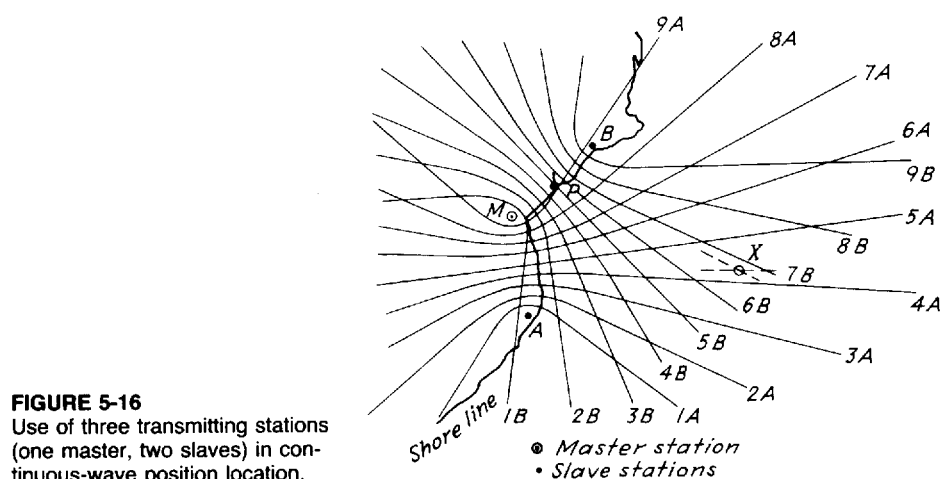 9A
8A
7A
B
6A
9B
P
M
5A
8B
X
7B
4A
6B
A
5B
3A
4B
2A
Shore line
1B
2B
3B
1A
Master station
• Slave stations
FIGURE 5-16
Use of three transmitting stations
(one master, two slaves) in con-
tinuous-wave position location.